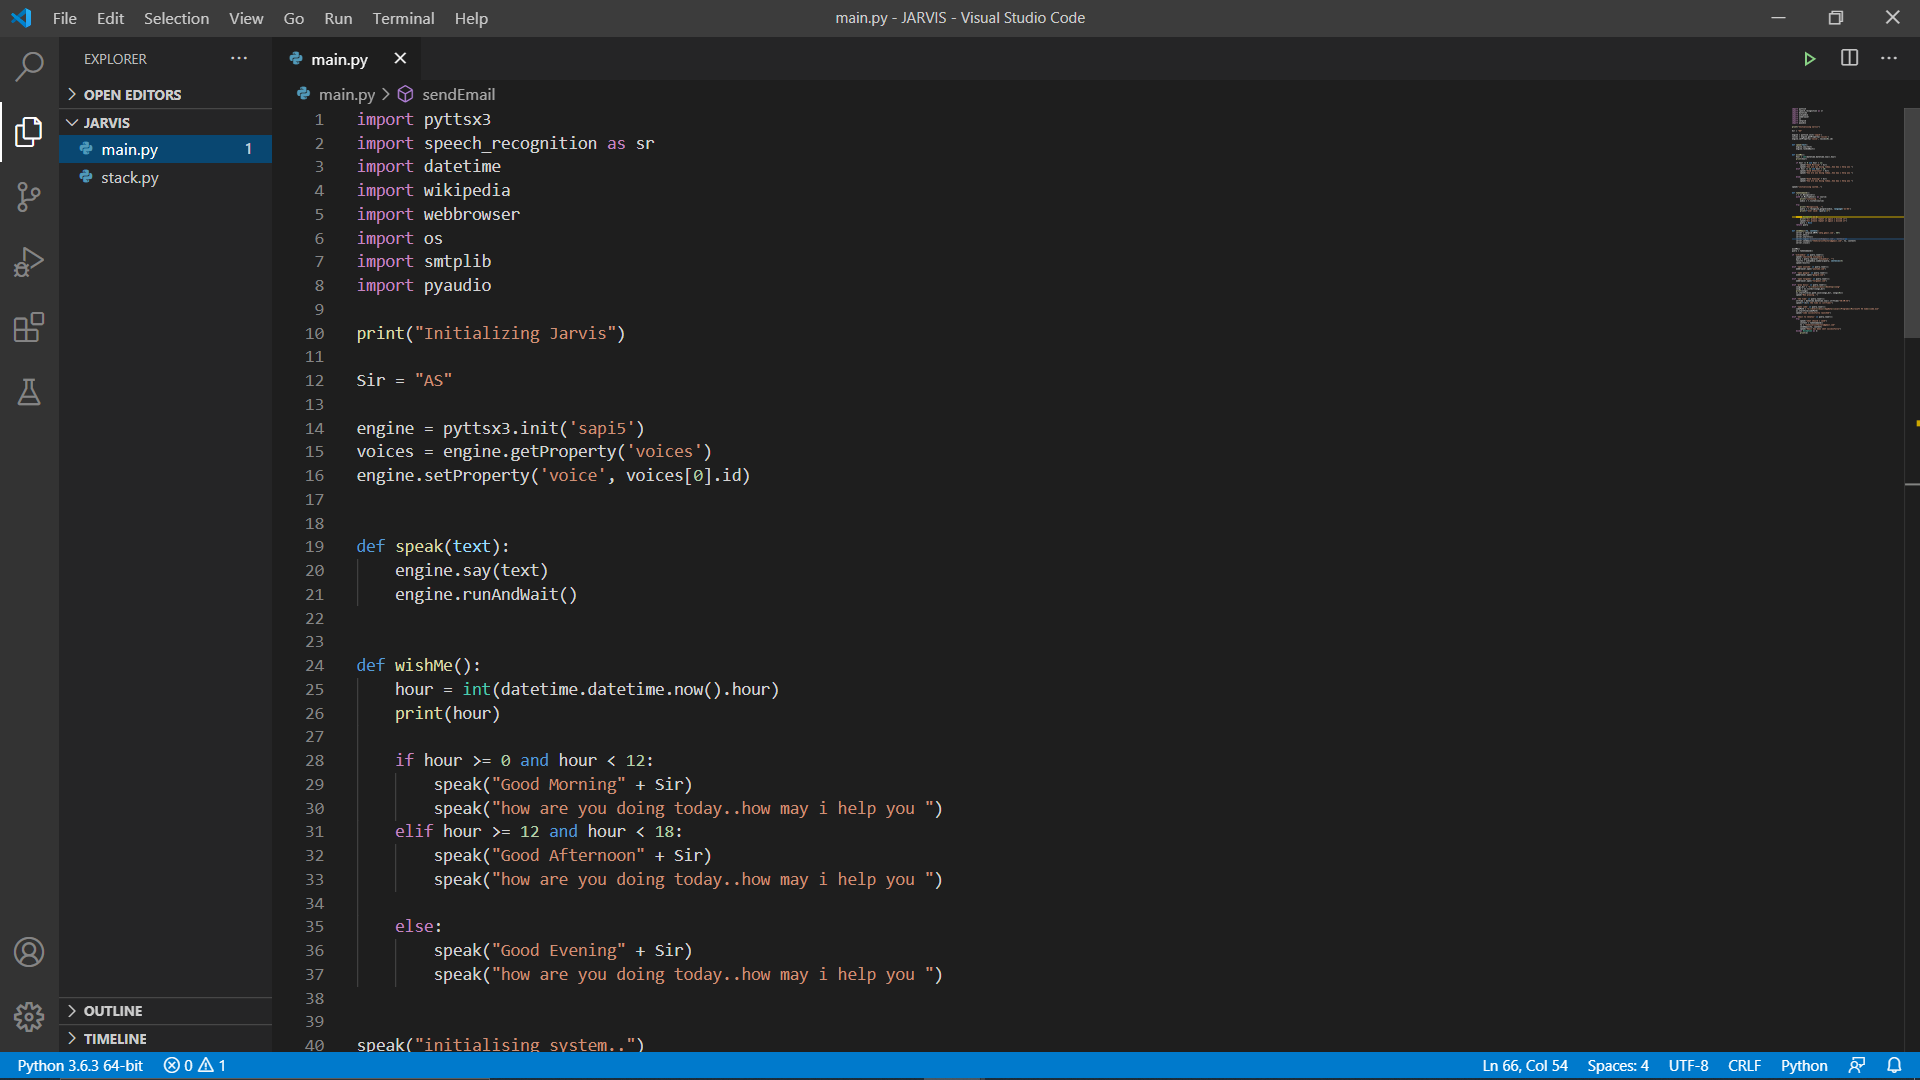 File Edit Selection View Go Run Terminal Help
main.py - JARVIS - Visual Studio Code
EXPLORER
OPEN EDITORS
JARVIS
main.py 1
stack.py
OUTLINE
TIMELINE
main.py
main.py > sendEmail
1 import pyttsx3
2 import speech_recognition as sr
3 import datetime
4 import wikipedia
5 import webbrowser
6 import os
7 import smtplib
8 import pyaudio
9
10 print("Initializing Jarvis")
11
12 Sir = "AS"
13
14 engine = pyttsx3.init('sapi5')
15 voices = engine.getProperty('voices')
16 engine.setProperty('voice', voices[0].id)
17
18
19 def speak(text):
20     engine.say(text)
21     engine.runAndWait()
22
23
24 def wishMe():
25     hour = int(datetime.datetime.now().hour)
26     print(hour)
27
28     if hour >= 0 and hour < 12:
29         speak("Good Morning" + Sir)
30         speak("how are you doing today..how may i help you ")
31     elif hour >= 12 and hour < 18:
32         speak("Good Afternoon" + Sir)
33         speak("how are you doing today..how may i help you ")
34
35     else:
36         speak("Good Evening" + Sir)
37         speak("how are you doing today..how may i help you ")
38
39
40 speak("initialising system..")
Python 3.6.3 64-bit 0 1
Ln 66, Col 54 Spaces: 4 UTF-8 CRLF Python